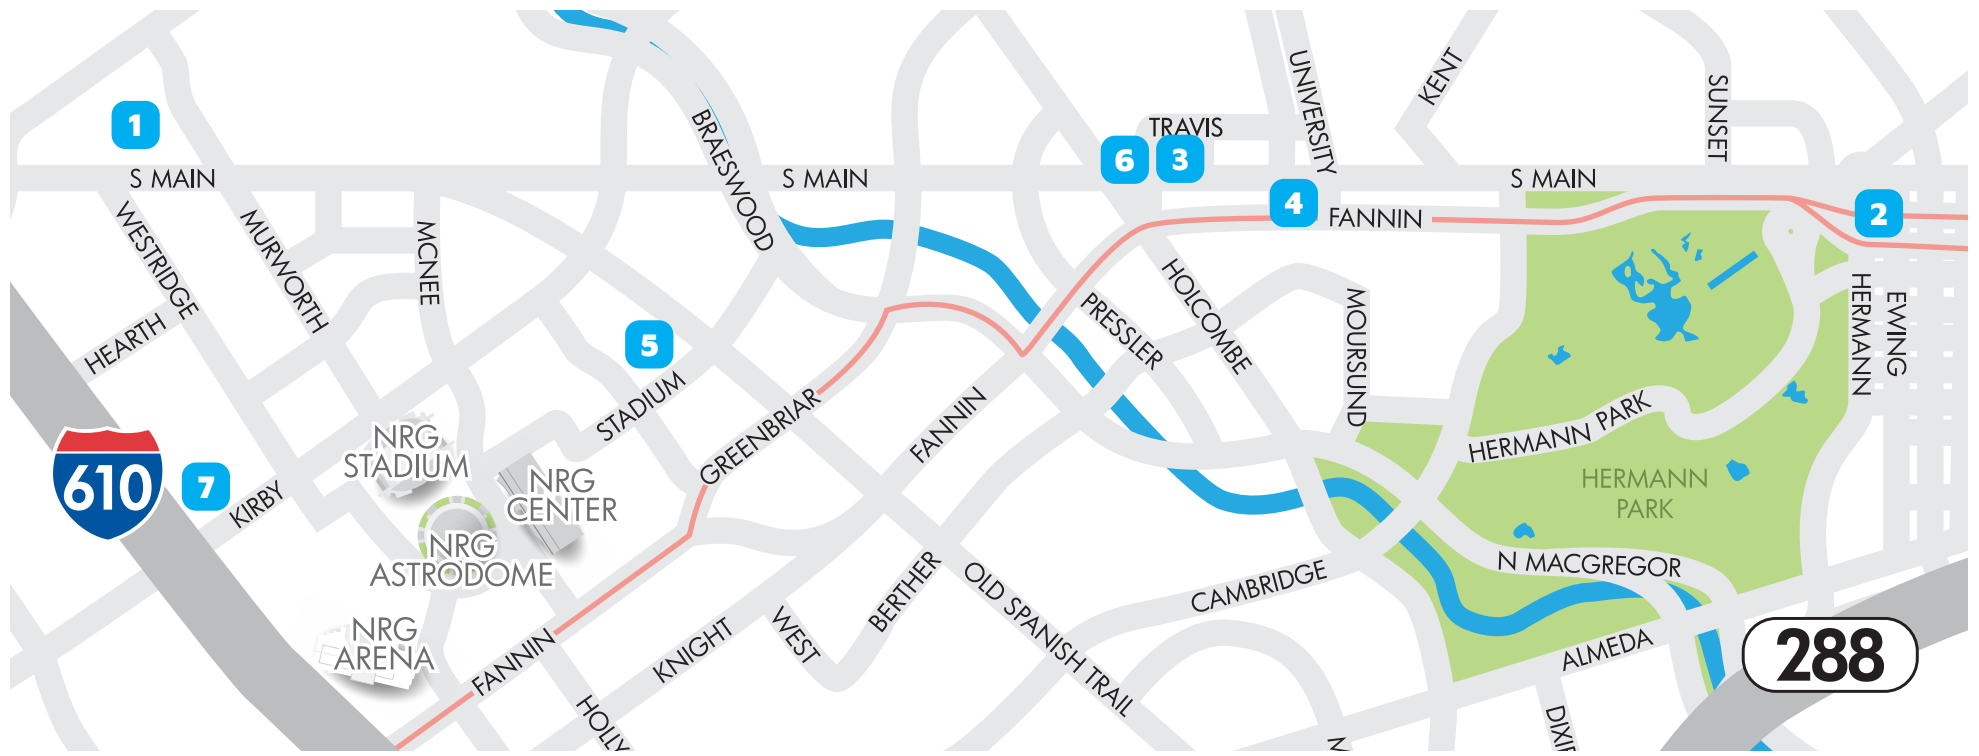 KENT
UNIVERSITY
SUNSET
1
BRAESWOOD
TRAVIS
6
3
S MAIN
S MAIN
S MAIN
4
FANNIN
2
WESTRIDGE
MURWORTH
MCNEE
HOLCOMBE
HERMANN
EWING
HEARTH
5
PRESSLER
MOURSUND
STADIUM
GREENBRIAR
FANNIN
HERMANN PARK
NRG
STADIUM
610
7
KIRBY
NRG
CENTER
HERMANN
PARK
NRG
ASTRODOME
N MACGREGOR
BERTHER
OLD SPANISH TRAIL
CAMBRIDGE
NRG
ARENA
FANNIN
KNIGHT
WEST
ALMEDA
288
HOLLY
M
DIXIE